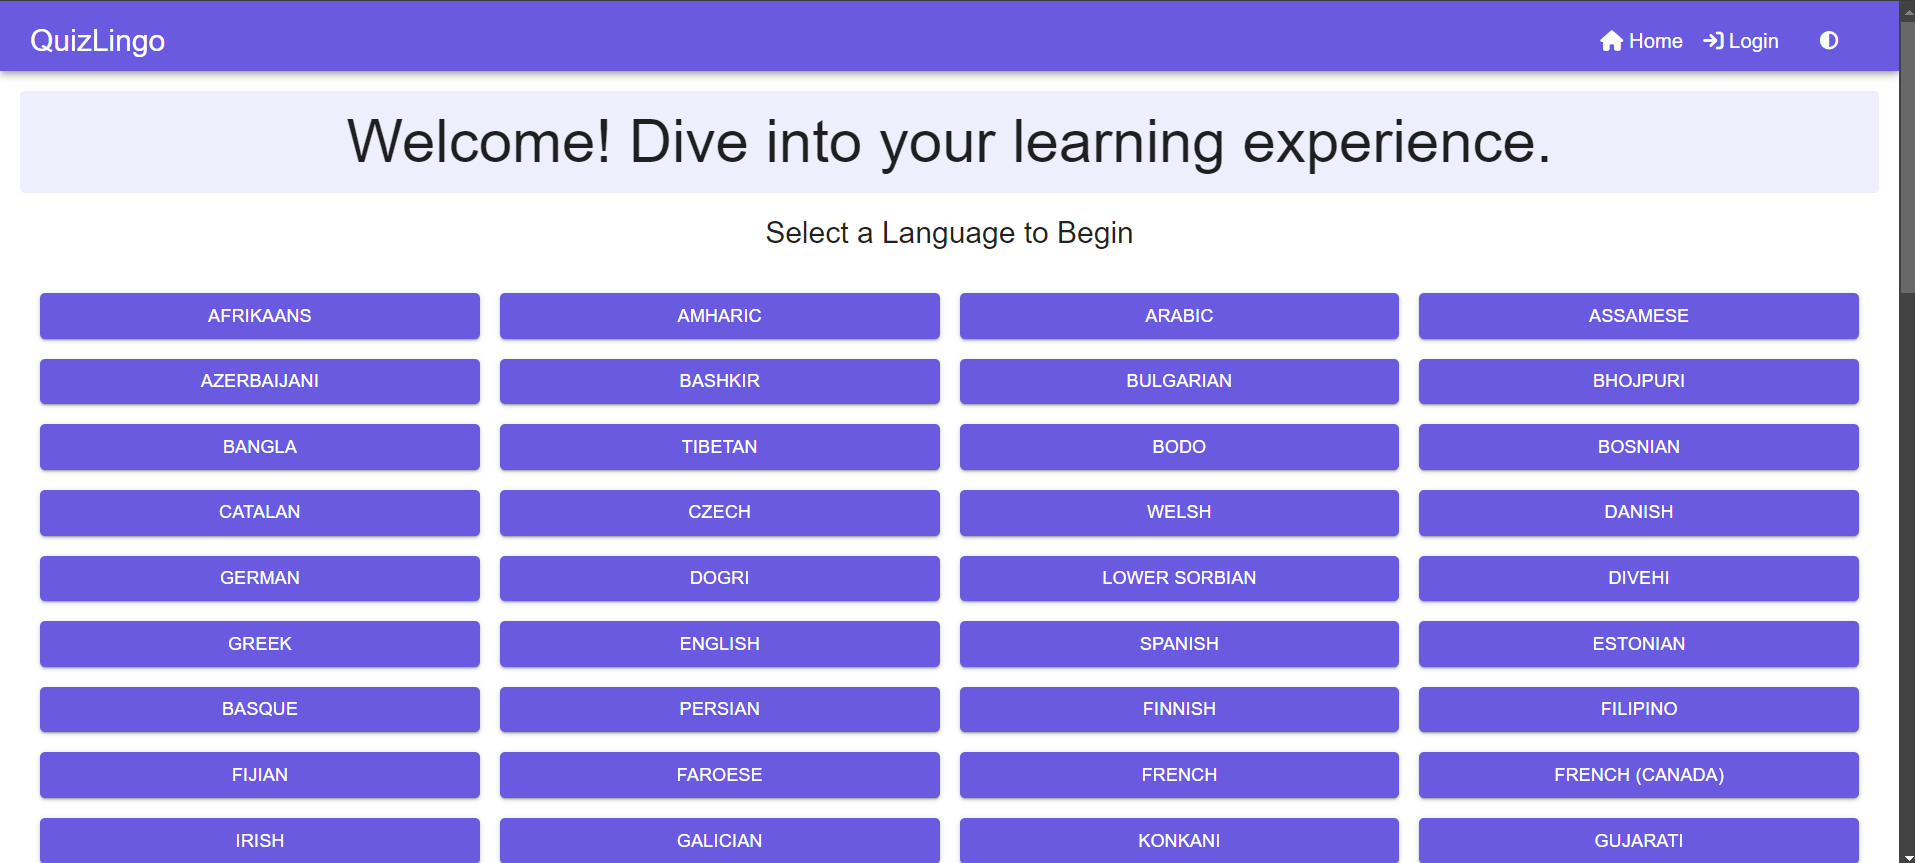 QuizLingo Home Login
Welcome! Dive into your learning experience.
Select a Language to Begin
AFRIKAANS AMHARIC ARABIC ASSAMESE
AZERBAIJANI BASHKIR BULGARIAN BHOJPURI
BANGLA TIBETAN BODO BOSNIAN
CATALAN CZECH WELSH DANISH
GERMAN DOGRI LOWER SORBIAN DIVEHI
GREEK ENGLISH SPANISH ESTONIAN
BASQUE PERSIAN FINNISH FILIPINO
FIJIAN FAROESE FRENCH FRENCH (CANADA)
IRISH GALICIAN KONKANI GUJARATI